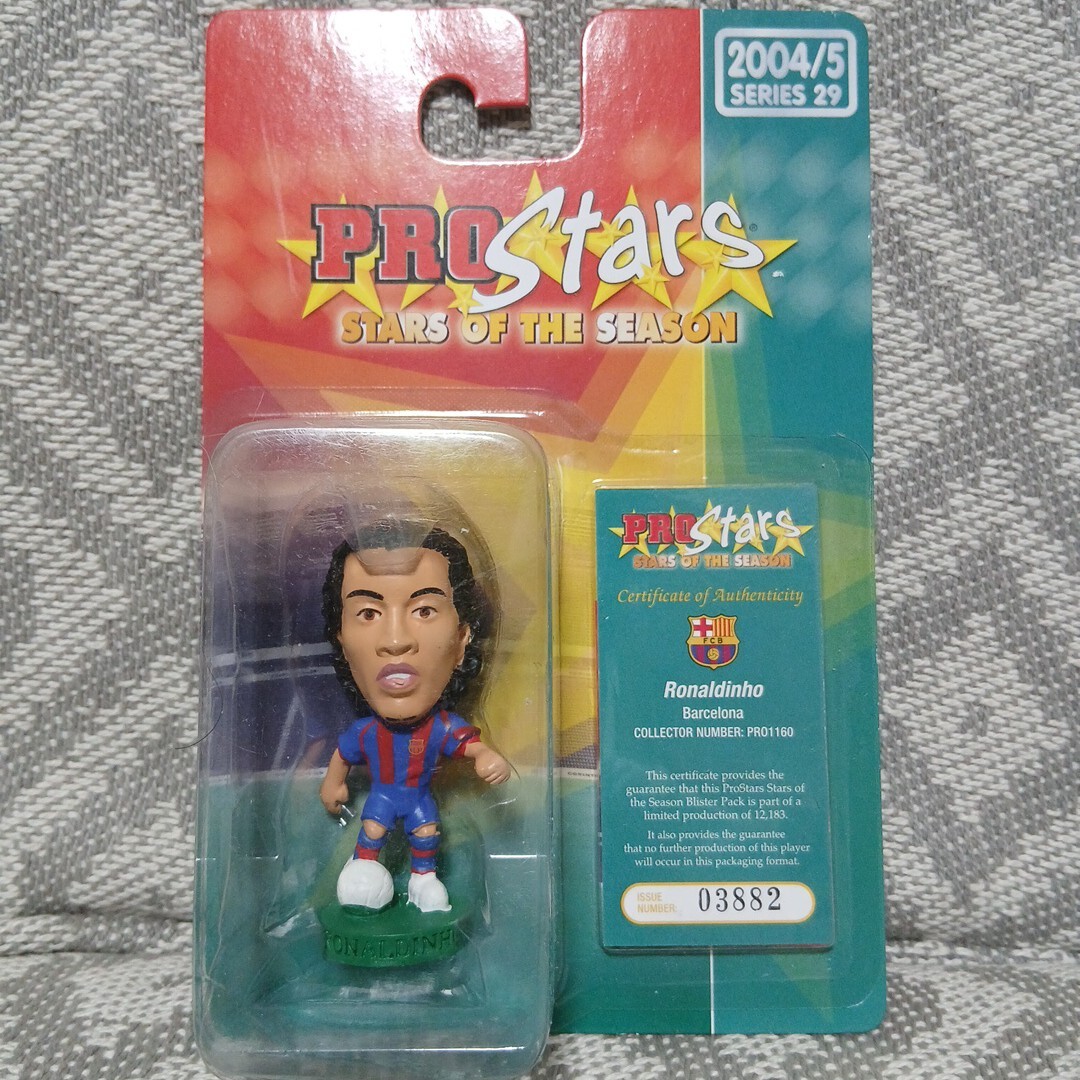 2004/5
SERIES 29
PROStars®
STARS OF THE SEASON
PROStars
STARS OF THE SEASON
Certificate of Authenticity
FCB
Ronaldinho
Barcelona
COLLECTOR NUMBER: PRO1160
This certificate provides the
guarantee that this ProStars Stars of
the Season Blister Pack is part of a
limited production of 12,183.
It also provides the guarantee
that no further production of this player
will occur in this packaging format.
ISSUE
NUMBER: 03882
RONALDINH